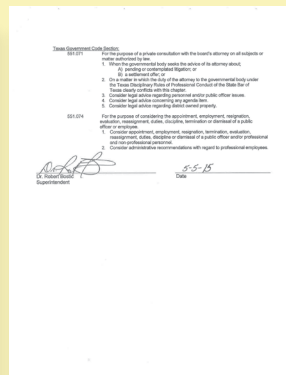 Texas Government Code Section:
551.071 For the purpose of a private consultation with the board's attorney on all subjects or
matter authorized by law.
1. When the governmental body seeks the advice of its attorney about;
A) pending or contemplated litigation; or
B) a settlement offer; or
2. On a matter in which the duty of the attorney to the governmental body under
the Texas Disciplinary Rules of Professional Conduct of the State Bar of
Texas clearly conflicts with this chapter.
3. Consider legal advice regarding personnel and/or public officer issues.
4. Consider legal advice concerning any agenda item.
5. Consider legal advice regarding district owned property.
551.074 For the purpose of considering the appointment, employment, resignation,
evaluation, reassignment, duties, discipline, termination or dismissal of a public
officer or employee.
1. Consider appointment, employment, resignation, termination, evaluation,
reassignment, duties, discipline or dismissal of a public officer and/or professional
and non-professional personnel.
2. Consider administrative recommendations with regard to professional employees.
5-5-15
Dr. Robert Bostic Date
Superintendent